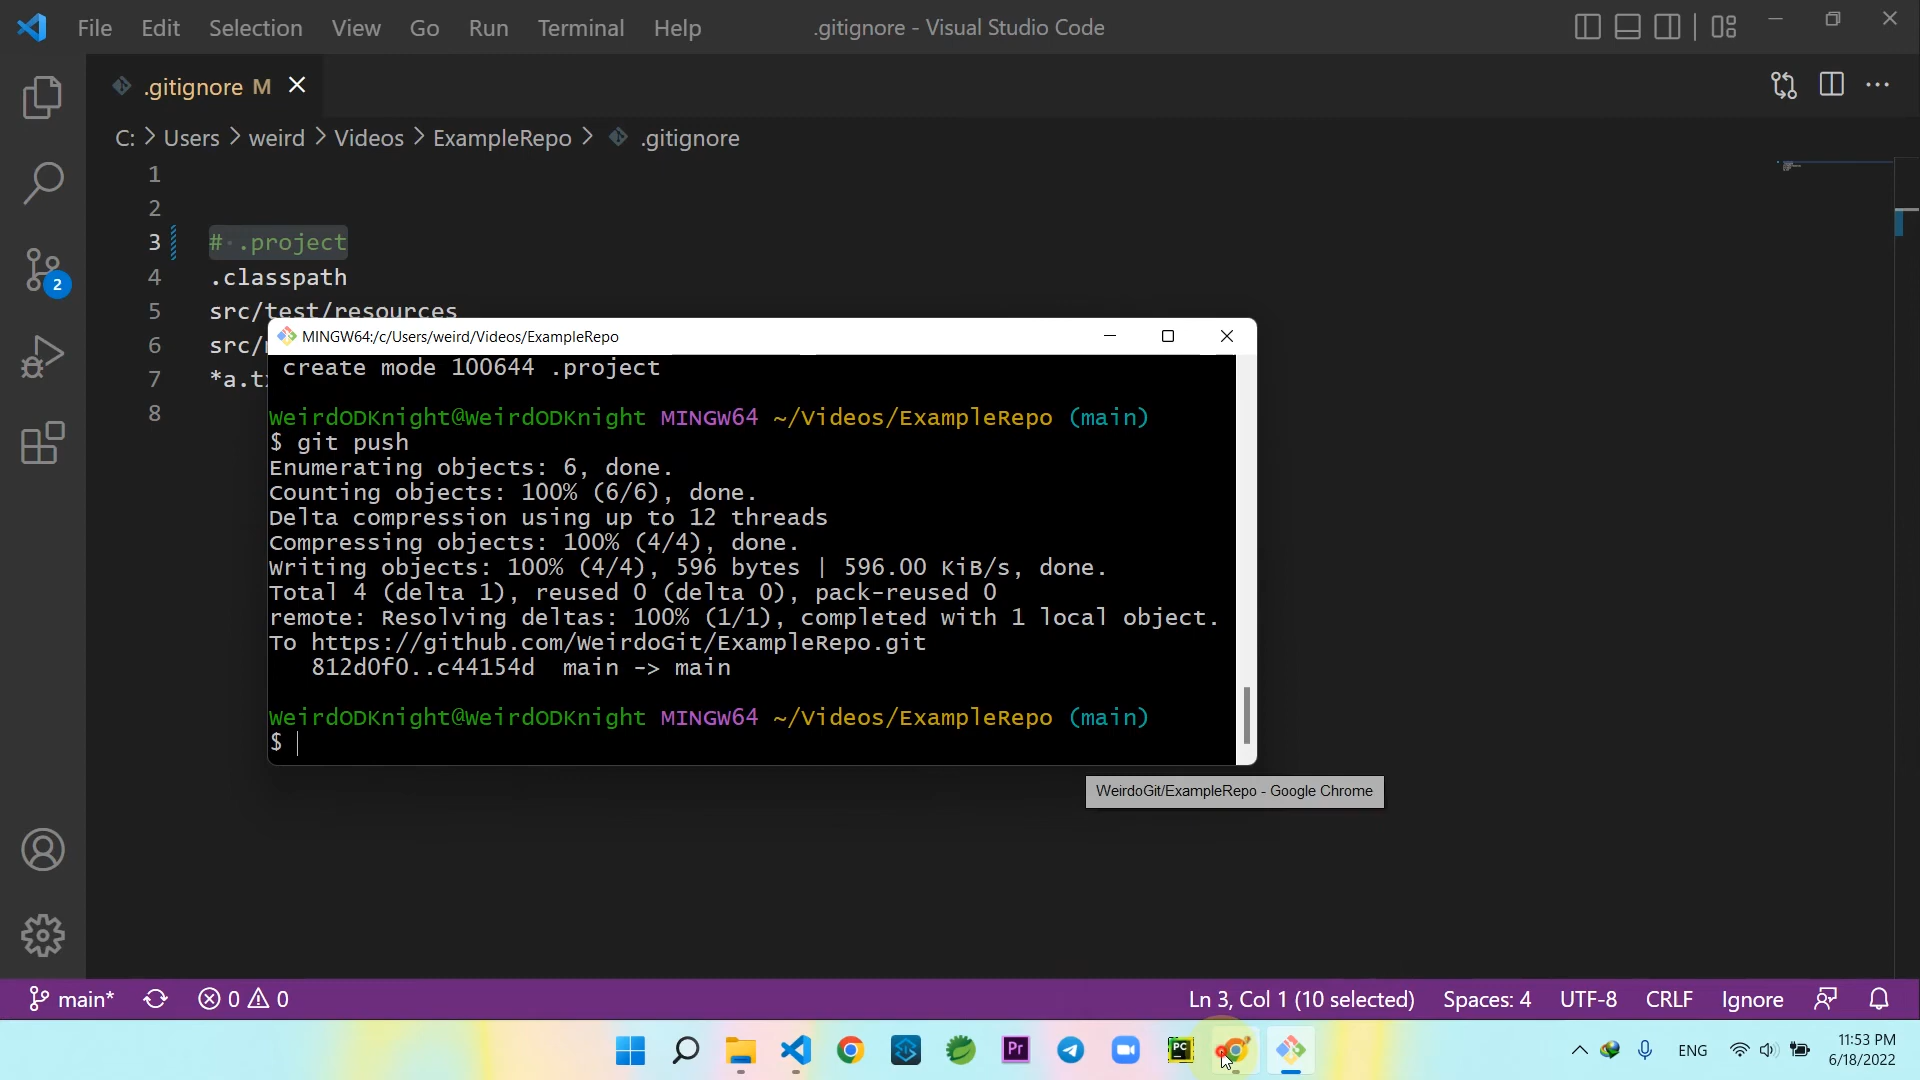 File Edit Selection View Go Run Terminal Help .gitignore - Visual Studio Code
.gitignore M
C: > Users > weird > Videos > ExampleRepo > .gitignore
1
2
3 # .project
4 .classpath
5 src/test/resources
6 src/
7 *a.tx
8
2
MINGW64:/c/Users/weird/Videos/ExampleRepo
create mode 100644 .project
WeirdODKnight@WeirdODKnight MINGW64 ~/Videos/ExampleRepo (main)
$ git push
Enumerating objects: 6, done.
Counting objects: 100% (6/6), done.
Delta compression using up to 12 threads
Compressing objects: 100% (4/4), done.
Writing objects: 100% (4/4), 596 bytes | 596.00 KiB/s, done.
Total 4 (delta 1), reused 0 (delta 0), pack-reused 0
remote: Resolving deltas: 100% (1/1), completed with 1 local object.
To https://github.com/WeirdoGit/ExampleRepo.git
812d0f0..c44154d main -> main
WeirdODKnight@WeirdODKnight MINGW64 ~/Videos/ExampleRepo (main)
$
WeirdoGit/ExampleRepo - Google Chrome
main* 0 0 Ln 3, Col 1 (10 selected) Spaces: 4 UTF-8 CRLF Ignore
Pr PC ENG 11:53 PM
6/18/2022